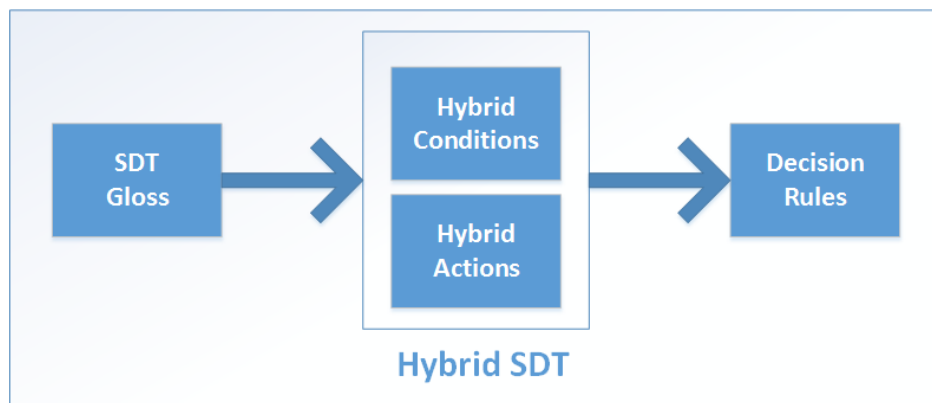 SDT
Gloss
Hybrid
Conditions
Hybrid
Actions
Decision
Rules
Hybrid SDT